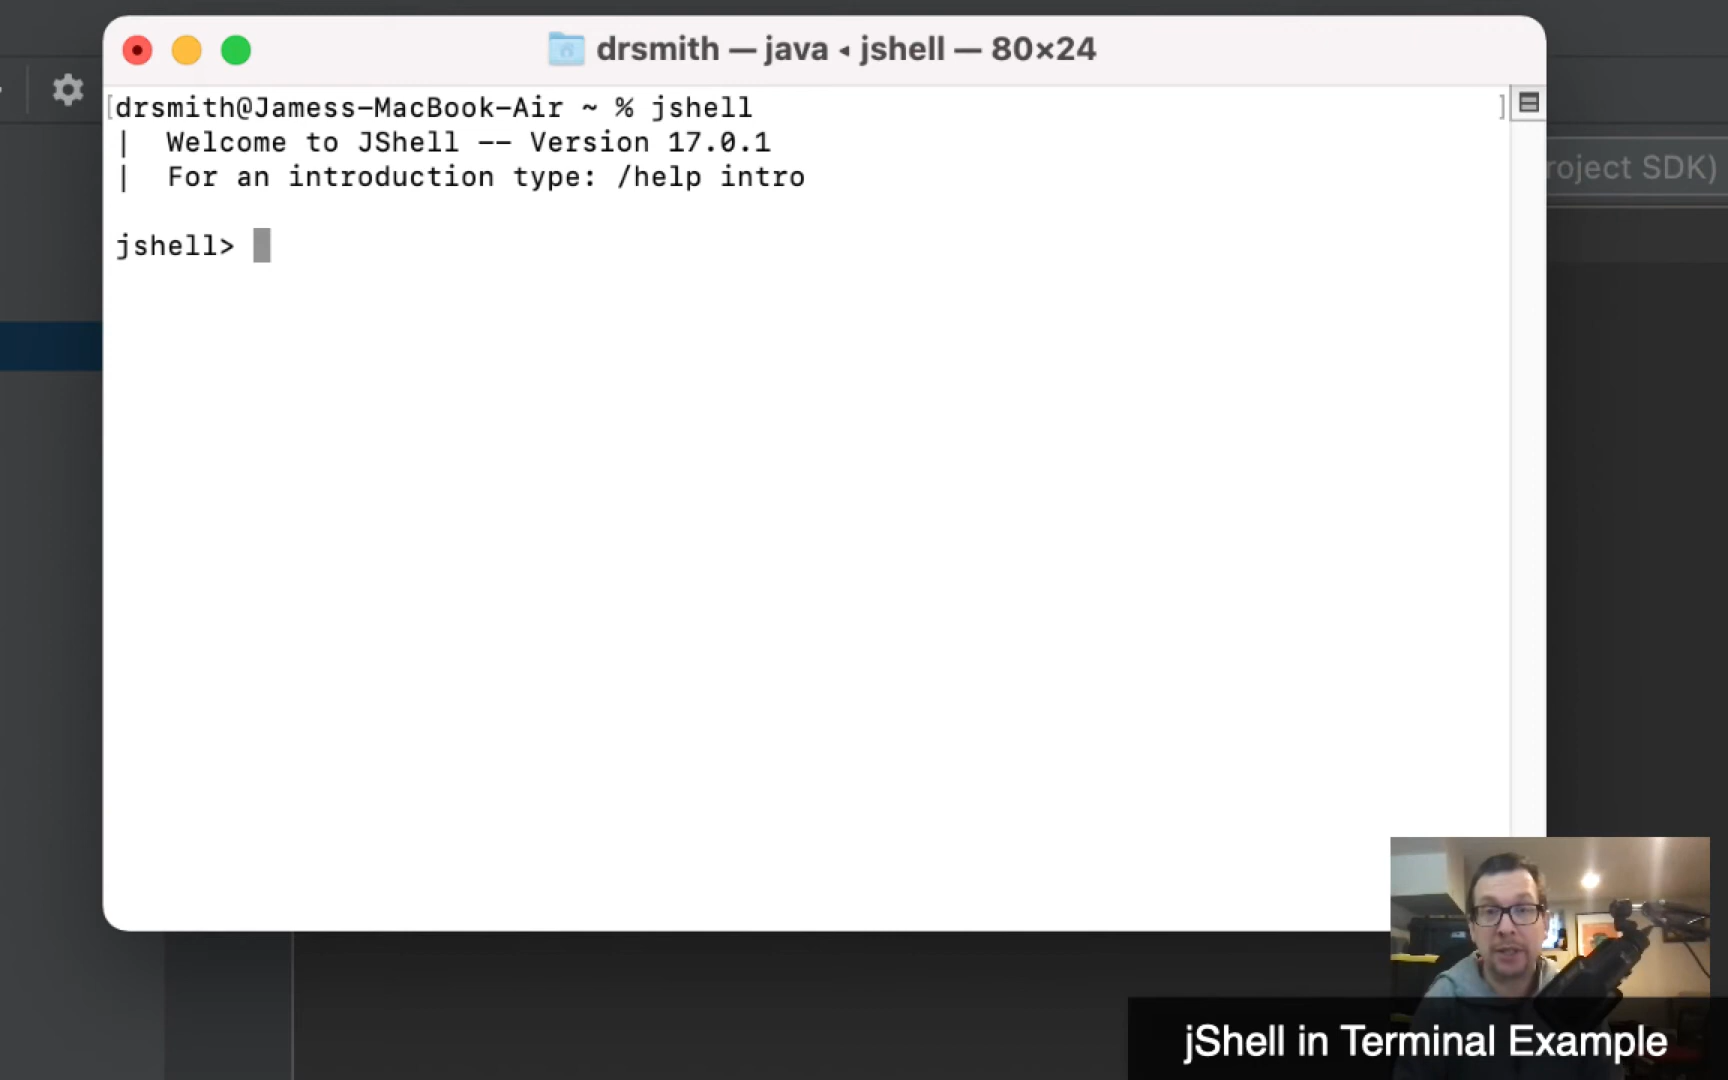 drsmith — java ◂ jshell — 80×24
[drsmith@Jamess-MacBook-Air ~ % jshell ]
| Welcome to JShell -- Version 17.0.1
| For an introduction type: /help intro
roject SDK)
jshell>
jShell in Terminal Example